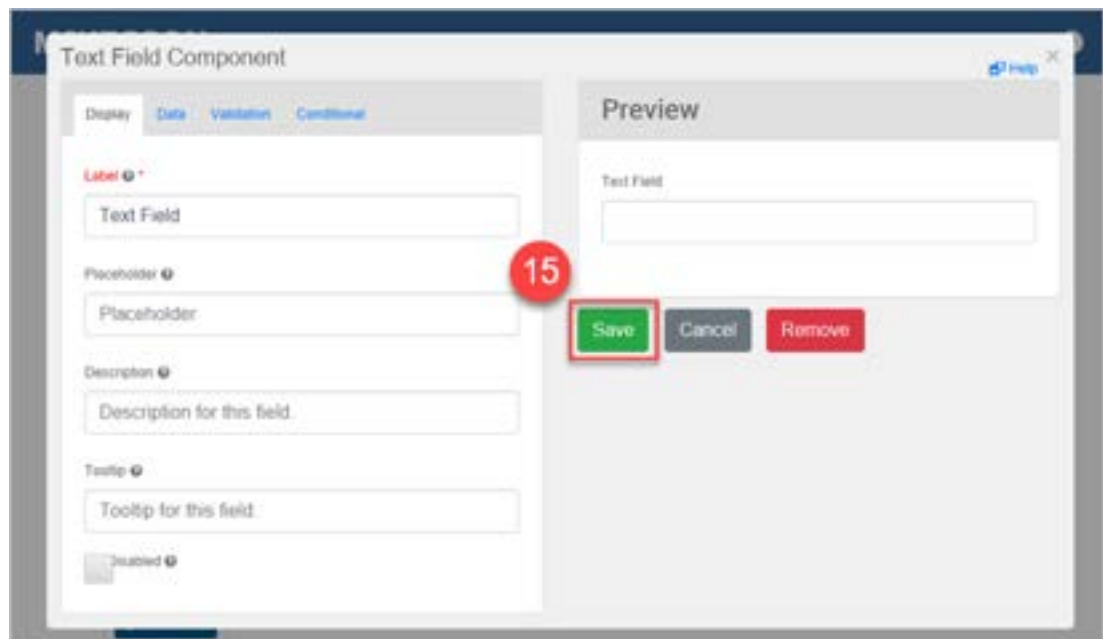 Text Field Component
Help
×
Display Data Validation Conditional
Label *
Text Field
Placeholder
Placeholder
Description
Description for this field.
Tooltip
Tooltip for this field.
Disabled
Preview
Text Field
15
Save Cancel Remove